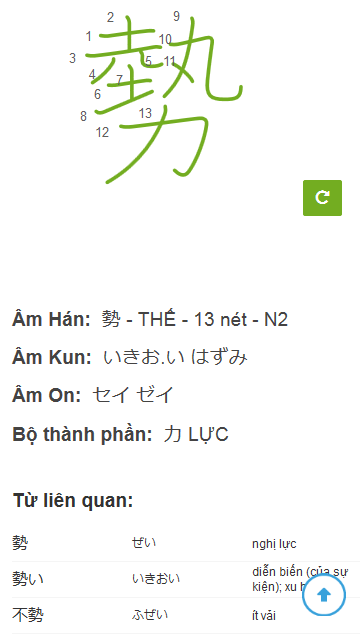 勢
1
2
3
4
5
6
7
8
9
10
11
12
13
Âm Hán: 勢 - THẾ - 13 nét - N2
Âm Kun: いきお.い はずみ
Âm On: セイ ゼイ
Bộ thành phần: 力 LỰC
Từ liên quan:
勢 ぜい nghị lực
勢い いきおい diễn biến (của sự kiện); xu
不勢 ふぜい ít vải